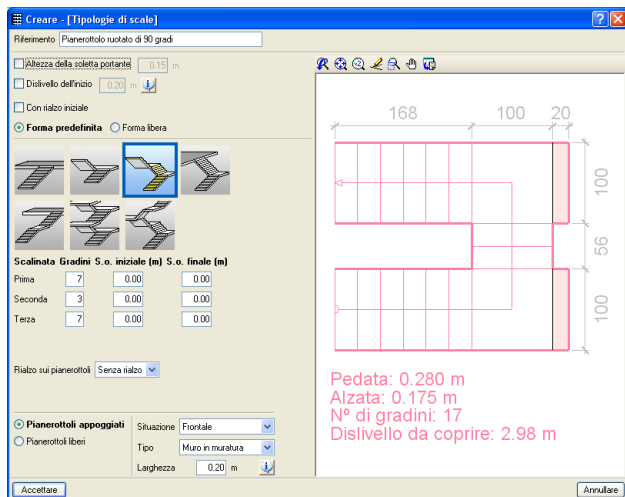 Creare - [Tipologie di scale]
Riferimento Pianerottolo ruotato di 90 gradi
Altezza della soletta portante 0.15 m
Dislivello dell'inizio 0.20 m
Con rialzo iniziale
Forma predefinita Forma libera
Scalinata Gradini S.o. iniziale (m) S.o. finale (m)
Prima 7 0.00 0.00
Seconda 3 0.00 0.00
Terza 7 0.00 0.00
Rialzo sui pianerottoli Senza rialzo
Pianerottoli appoggiati
Pianerottoli liberi
Situazione Frontale
Tipo Muro in muratura
Larghezza 0.20 m
168 100 20
100
56
100
Pedata: 0.280 m
Alzata: 0.175 m
Nº di gradini: 17
Dislivello da coprire: 2.98 m
Accettare Annullare